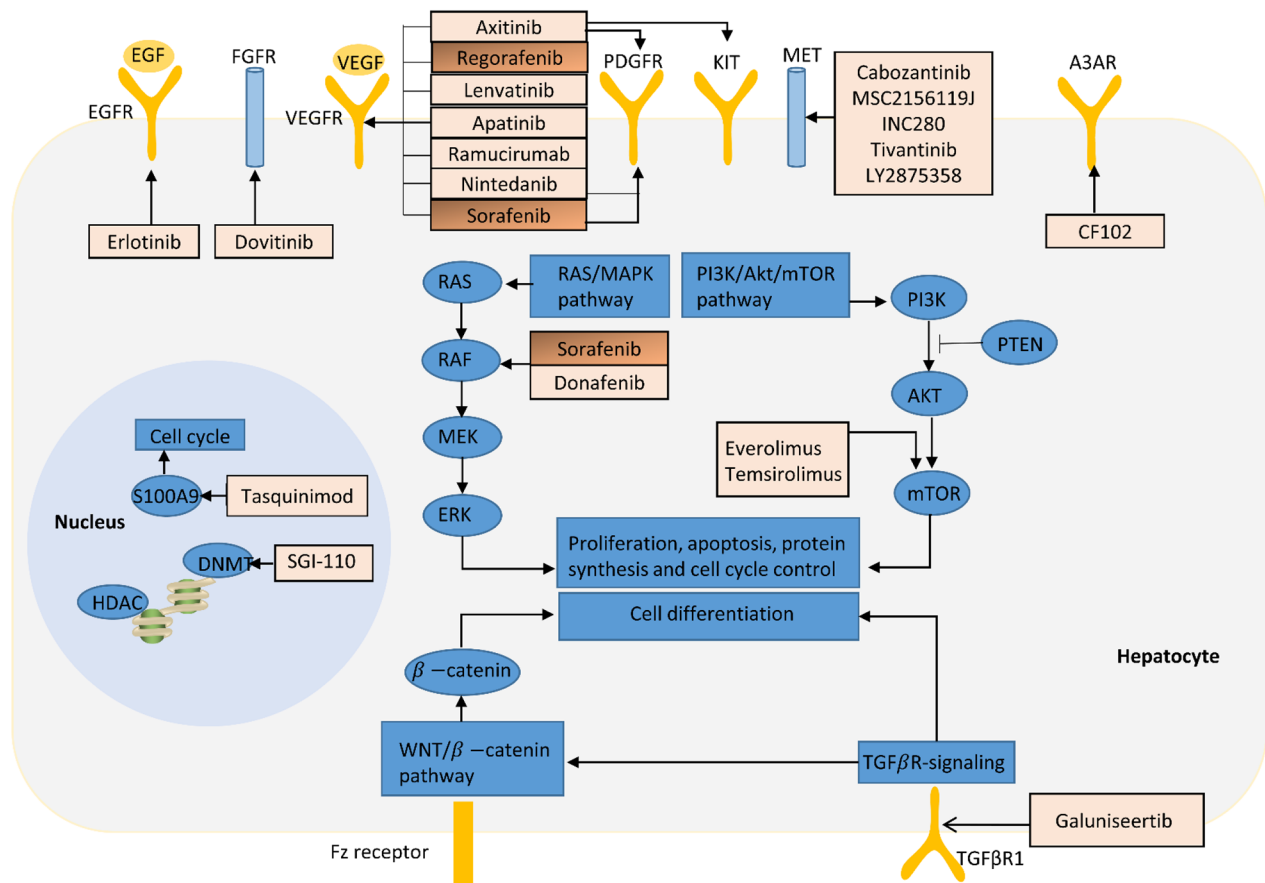 EGF
EGFR
FGFR
VEGF
VEGFR
Axitinib
Regorafenib
Lenvatinib
Apatinib
Ramucirumab
Nintedanib
Sorafenib
PDGFR
KIT
MET
Cabozantinib
MSC2156119J
INC280
Tivantinib
LY2875358
A3AR
Erlotinib
Dovitinib
CF102
RAS
RAS/MAPK
pathway
PI3K/Akt/mTOR
pathway
PI3K
RAF
Sorafenib
Donafenib
PTEN
AKT
MEK
Everolimus
Temsirolimus
mTOR
ERK
Cell cycle
S100A9
Tasquinimod
Nucleus
DNMT
SGI-110
HDAC
Proliferation, apoptosis, protein
synthesis and cell cycle control
Cell differentiation
Hepatocyte
β −catenin
WNT/β −catenin
pathway
TGFβR-signaling
Galuniseertib
Fz receptor
TGFβR1